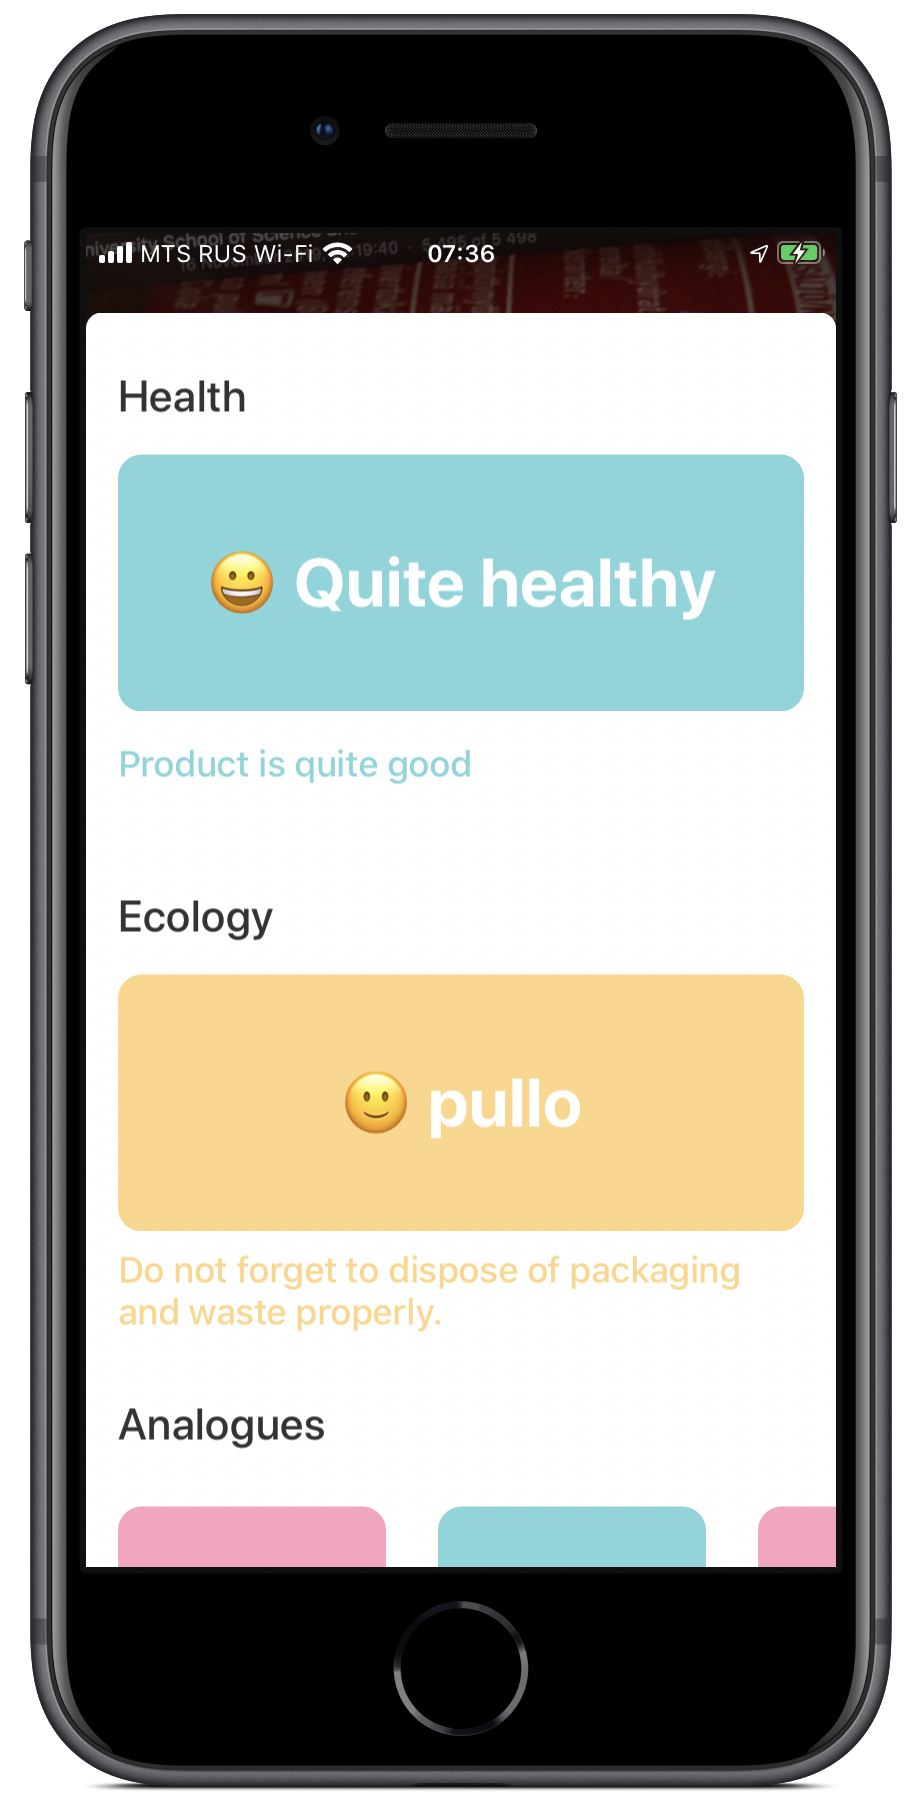 MTS RUS Wi-Fi 07:36
Health
😀 Quite healthy
Product is quite good
Ecology
🙂 pullo
Do not forget to dispose of packaging
and waste properly.
Analogues